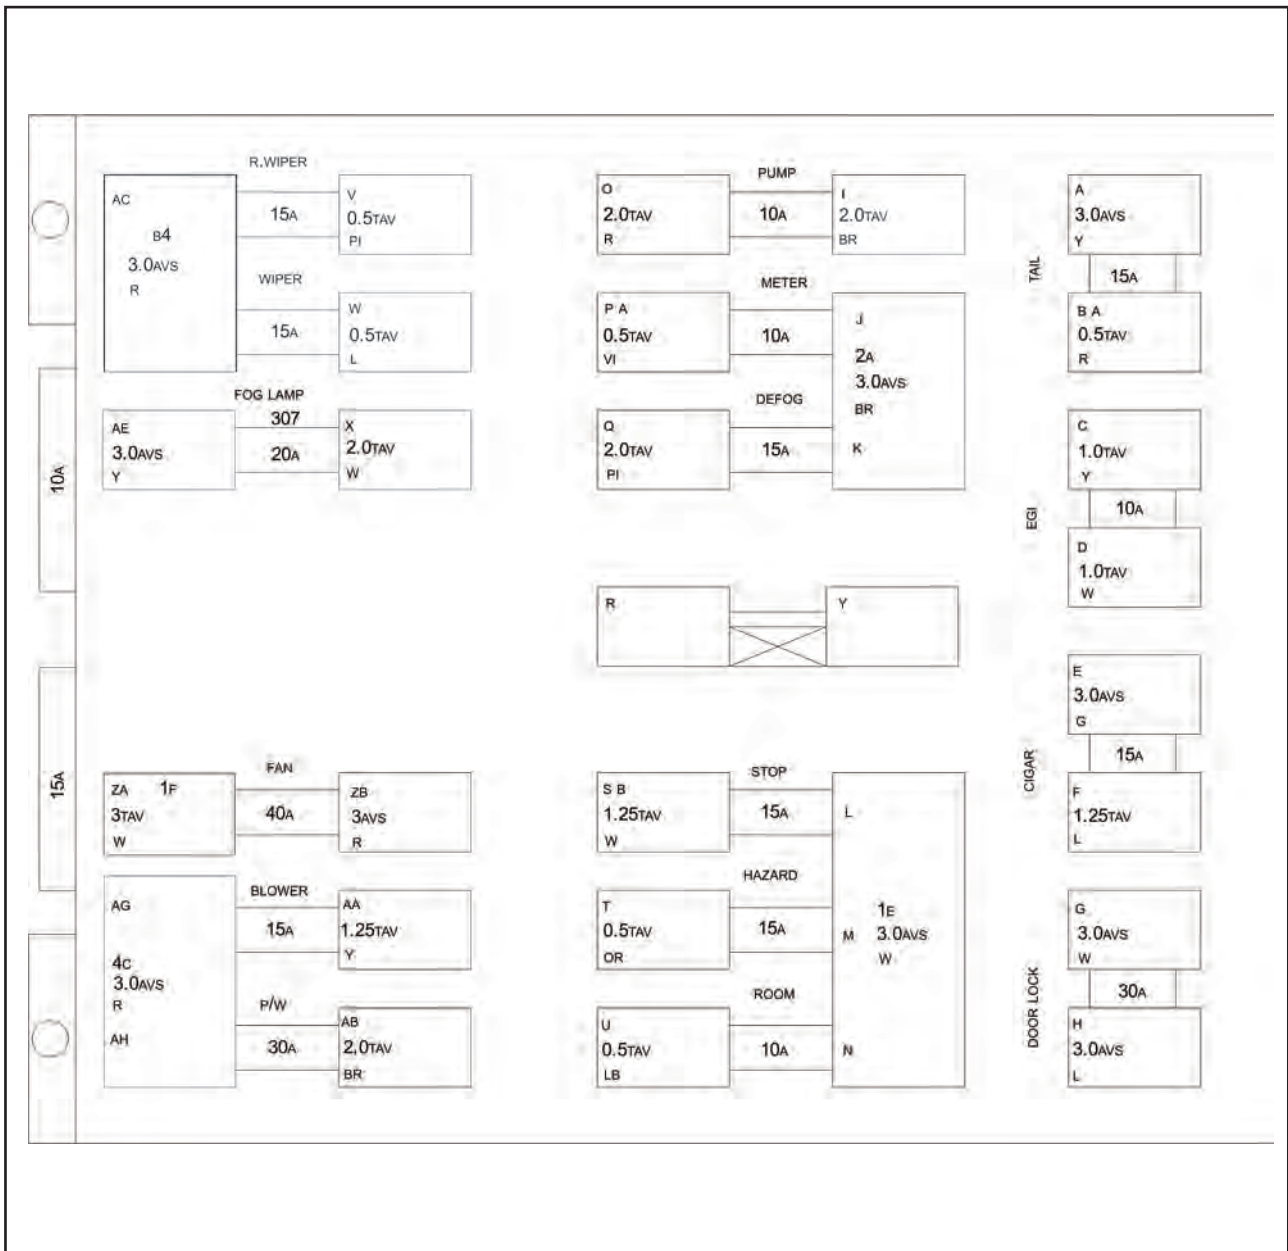 R.WIPER
AC
B4
3.0AVS
R
15A
V
0.5TAV
PI
WIPER
15A
W
0.5TAV
L
FOG LAMP
307
AE
3.0AVS
Y
20A
X
2.0TAV
W
10A
15A
FAN
ZA 1F
3TAV
W
40A
ZB
3AVS
R
BLOWER
AG
4C
3.0AVS
R
AH
15A
AA
1.25TAV
Y
P/W
30A
AB
2.0TAV
BR
PUMP
O
2.0TAV
R
10A
I
2.0TAV
BR
METER
P A
0.5TAV
VI
10A
J
2A
3.0AVS
BR
K
DEFOG
Q
2.0TAV
PI
15A
R
Y
STOP
S B
1.25TAV
W
15A
L
HAZARD
T
0.5TAV
OR
15A
M
1E
3.0AVS
W
ROOM
U
0.5TAV
LB
10A
N
TAIL
A
3.0AVS
Y
15A
B A
0.5TAV
R
EGI
C
1.0TAV
Y
10A
D
1.0TAV
W
CIGAR
E
3.0AVS
G
15A
F
1.25TAV
L
DOOR LOCK
G
3.0AVS
W
30A
H
3.0AVS
L